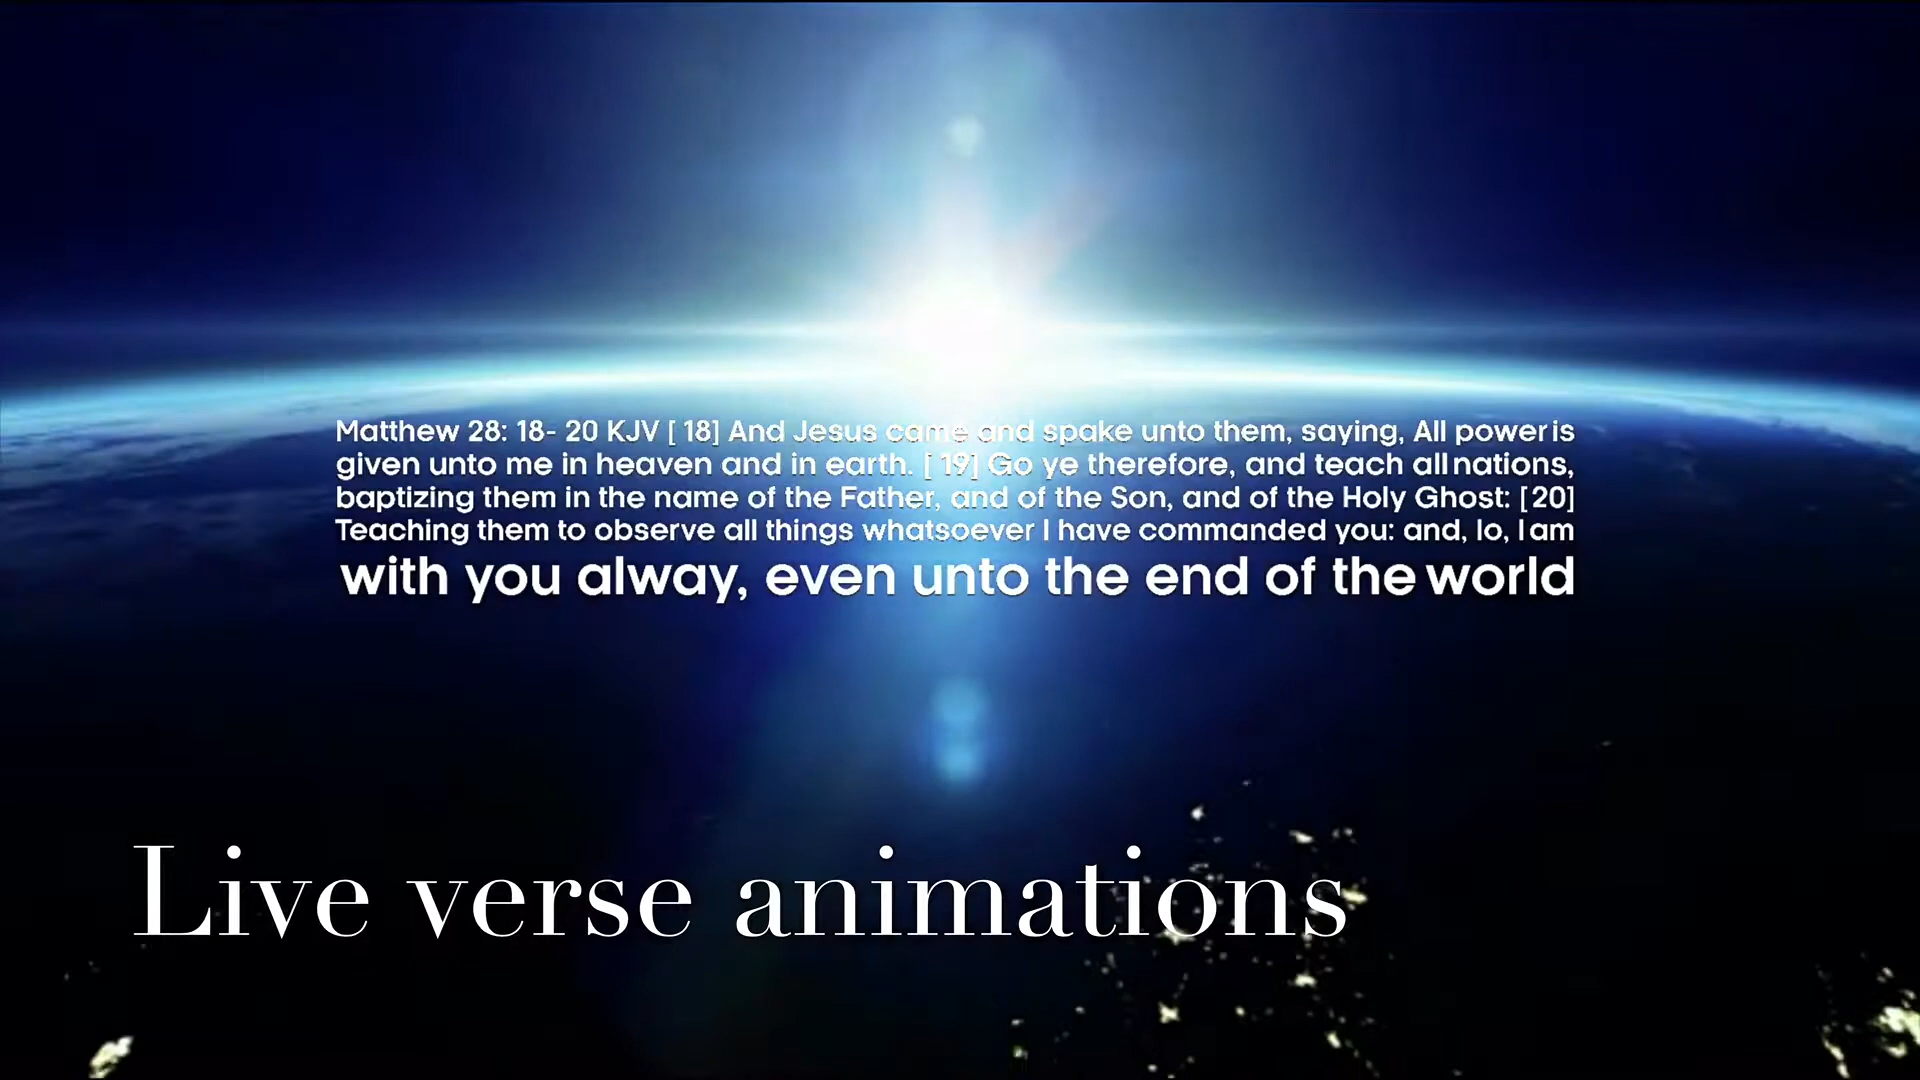 Matthew 28: 18- 20 KJV [ 18] And Jesus came and spake unto them, saying, All power is
given unto me in heaven and in earth. [ 19] Go ye therefore, and teach all nations,
baptizing them in the name of the Father, and of the Son, and of the Holy Ghost: [20]
Teaching them to observe all things whatsoever I have commanded you: and, lo, I am
with you alway, even unto the end of the world
Live verse animations